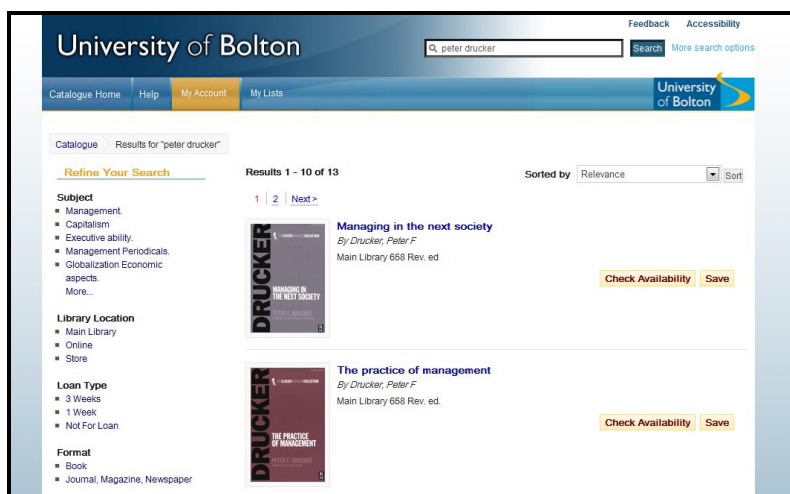 Feedback Accessibility
University of Bolton
peter drucker
Search More search options
Catalogue Home Help My Account My Lists
University
of Bolton
Catalogue Results for "peter drucker"
Refine Your Search
Subject
Management.
Capitalism
Executive ability.
Management Periodicals.
Globalization Economic
aspects.
More...
Library Location
Main Library
Online
Store
Loan Type
3 Weeks
1 Week
Not For Loan
Format
Book
Journal, Magazine, Newspaper
Results 1 - 10 of 13
Sorted by Relevance Sort
1 2 Next >
DRUCKER
MANAGING IN
THE NEXT SOCIETY
PETER F. DRUCKER
Managing in the next society
By Drucker, Peter F
Main Library 658 Rev. ed
Check Availability Save
DRUCKER
THE PRACTICE
OF MANAGEMENT
PETER F. DRUCKER
The practice of management
By Drucker, Peter F
Main Library 658 Rev. ed.
Check Availability Save